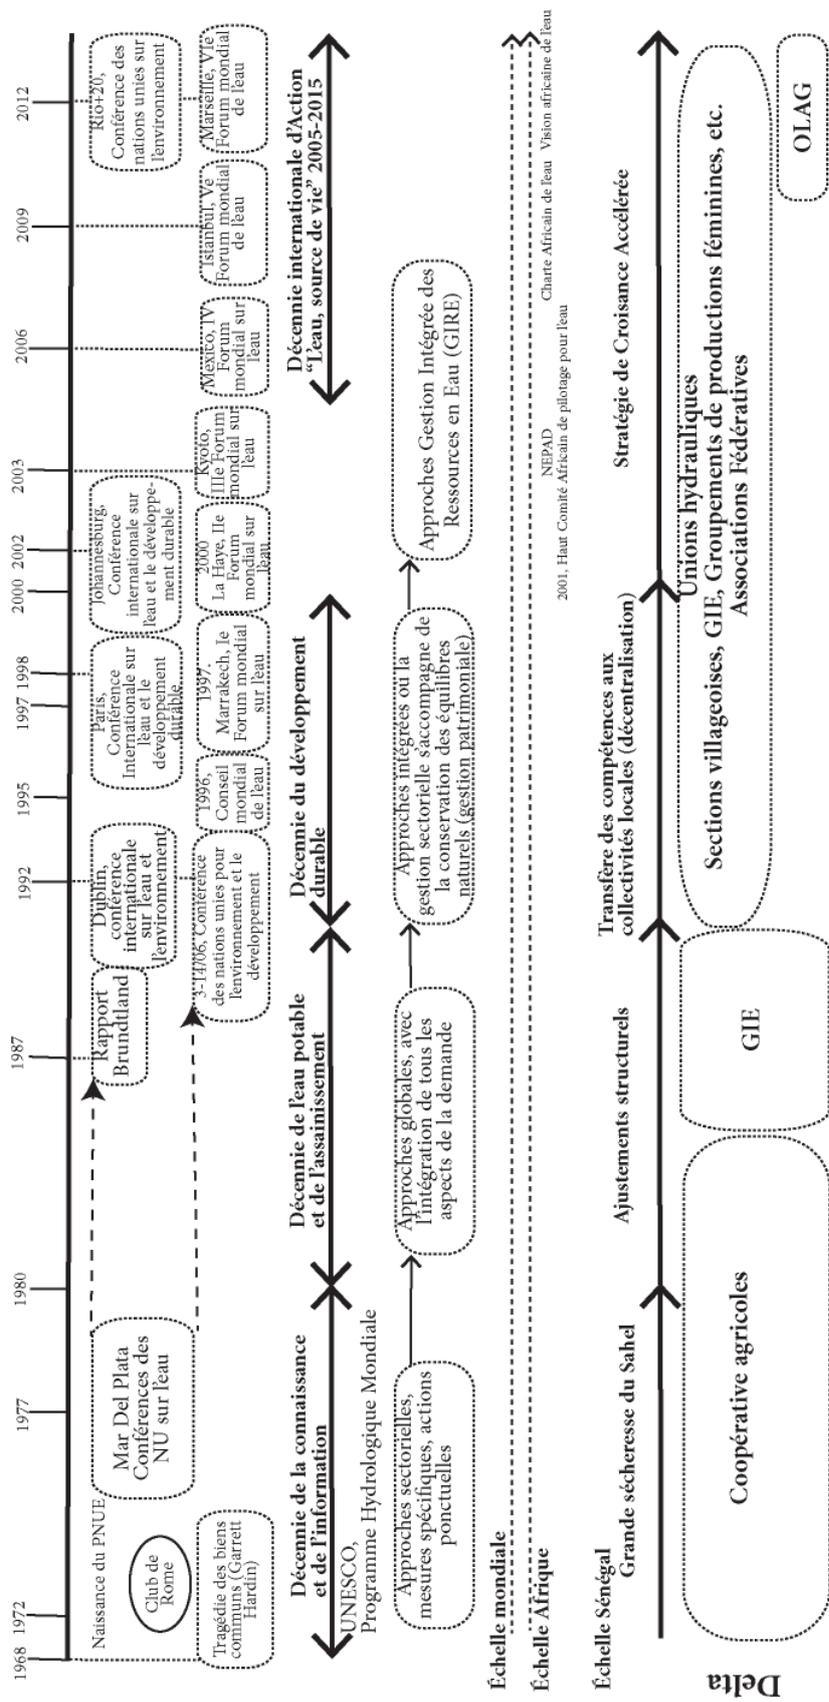 1968
1972
1977
1980
1987
1992
1995
1997
1998
2000
2002
2003
2006
2009
2012
Naissance du PNUE
Club de
Rome
Tragédie des biens
communs (Garrett
Hardin)
Mar Del Plata
Conférences des
NU sur l'eau
Rapport
Brundtland
Dublin,
conférence
internationale
sur l'eau et
l'environnement
3-14/06, Conférence
des nations unies pour
l'environnement et le
développement
Paris,
Conférence
Internationale sur
l'eau et le
développement
durable
1996,
Conseil
mondial
de l'eau
1997.
Marrakech, Ie
Forum mondial
sur l'eau
Johannesburg,
Conférence
internationale sur
l'eau et le développe-
ment durable
2000
La Haye, IIe
Forum
mondial sur
l'eau
Kyoto,
IIIe Forum
mondial sur
l'eau
Mexico, IV
Forum
mondial sur
l'eau
Istanbul, Ve
Forum mondial
de l'eau
Rio+20,
Conférence des
nations unies sur
l'environnement
Marseille, VIe
Forum mondial
de l'eau
Décennie de la connaissance
et de l'information
Décennie de l'eau potable
et de l'assainissement
Décennie du développement
durable
Décennie internationale d'Action
"L'eau, source de vie" 2005-2015
UNESCO,
Programme Hydrologique Mondiale
Approches sectorielles,
mesures spécifiques, actions
ponctuelles
Approches globales, avec
l'intégration de tous les
aspects de la demande
Approches intégrées ou la
gestion sectorielle s'accompagne de
la conservation des équilibres
naturels (gestion patrimoniale)
Approches Gestion Intégrée des
Ressources en Eau (GIRE)
Échelle mondiale
Échelle Afrique
NEPAD
2001, Haut Comité Africain de pilotage pour l'eau
Charte Africain de l'eau
Vision africaine de l'eau
Échelle Sénégal
Grande sécheresse du Sahel
Ajustements structurels
Transfère des compétences aux
collectivités locales (décentralisation)
Stratégie de Croisance Accélérée
Delta
Coopérative agricoles
GIE
Unions hydrauliques
Sections villageoises, GIE, Groupements de productions féminines, etc.
Associations Fédératives
OLAG